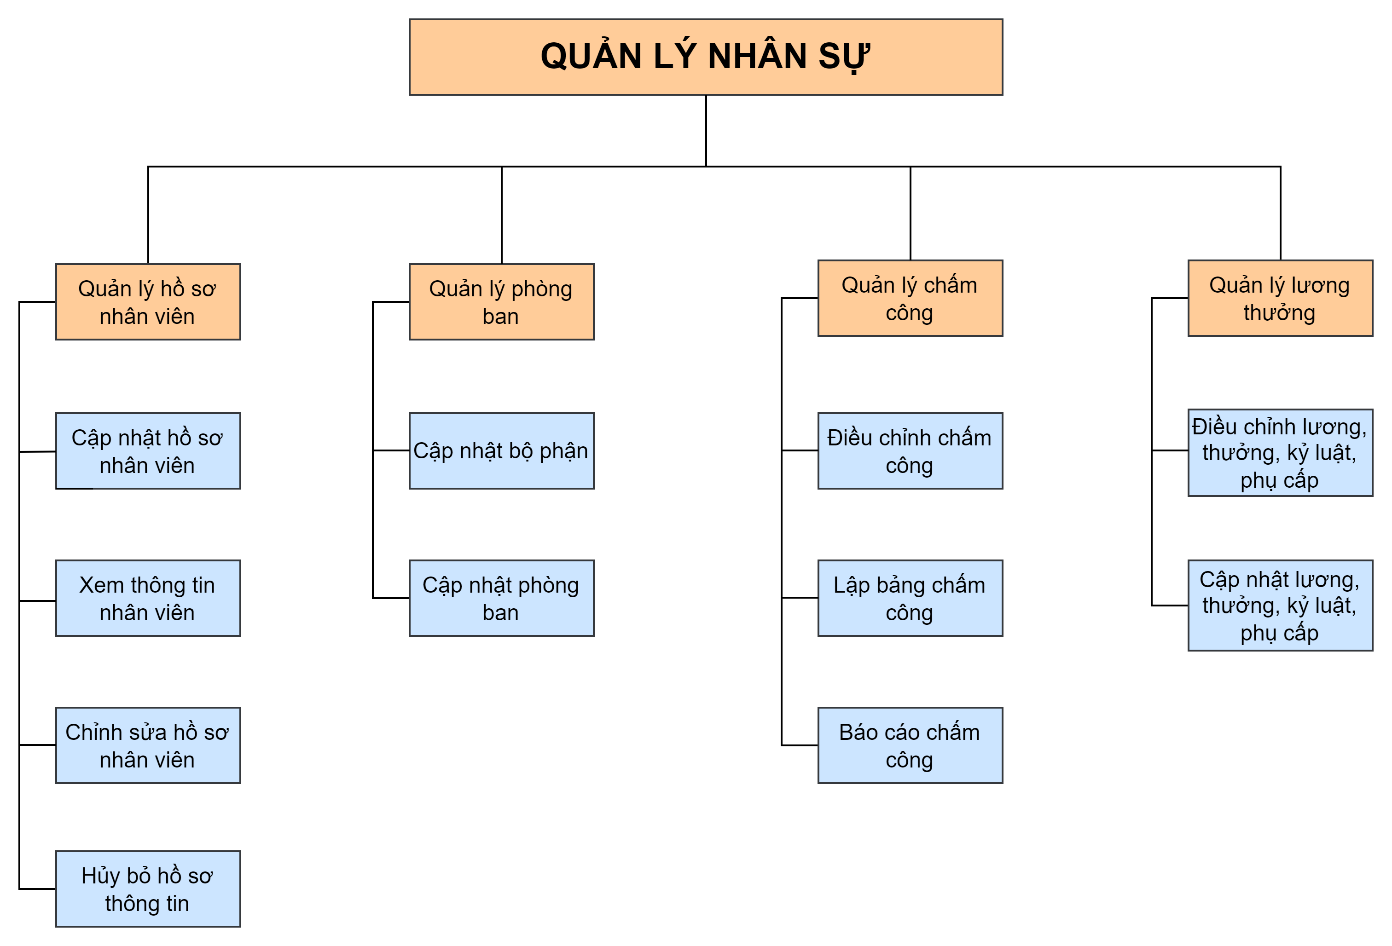 QUẢN LÝ NHÂN SỰ
Quản lý hồ sơ
nhân viên
Cập nhật hồ sơ
nhân viên
Xem thông tin
nhân viên
Chỉnh sửa hồ sơ
nhân viên
Hủy bỏ hồ sơ
thông tin
Quản lý phòng
ban
Cập nhật bộ phận
Cập nhật phòng
ban
Quản lý chấm
công
Điều chỉnh chấm
công
Lập bảng chấm
công
Báo cáo chấm
công
Quản lý lương
thưởng
Điều chỉnh lương,
thưởng, kỷ luật,
phụ cấp
Cập nhật lương,
thưởng, kỷ luật,
phụ cấp